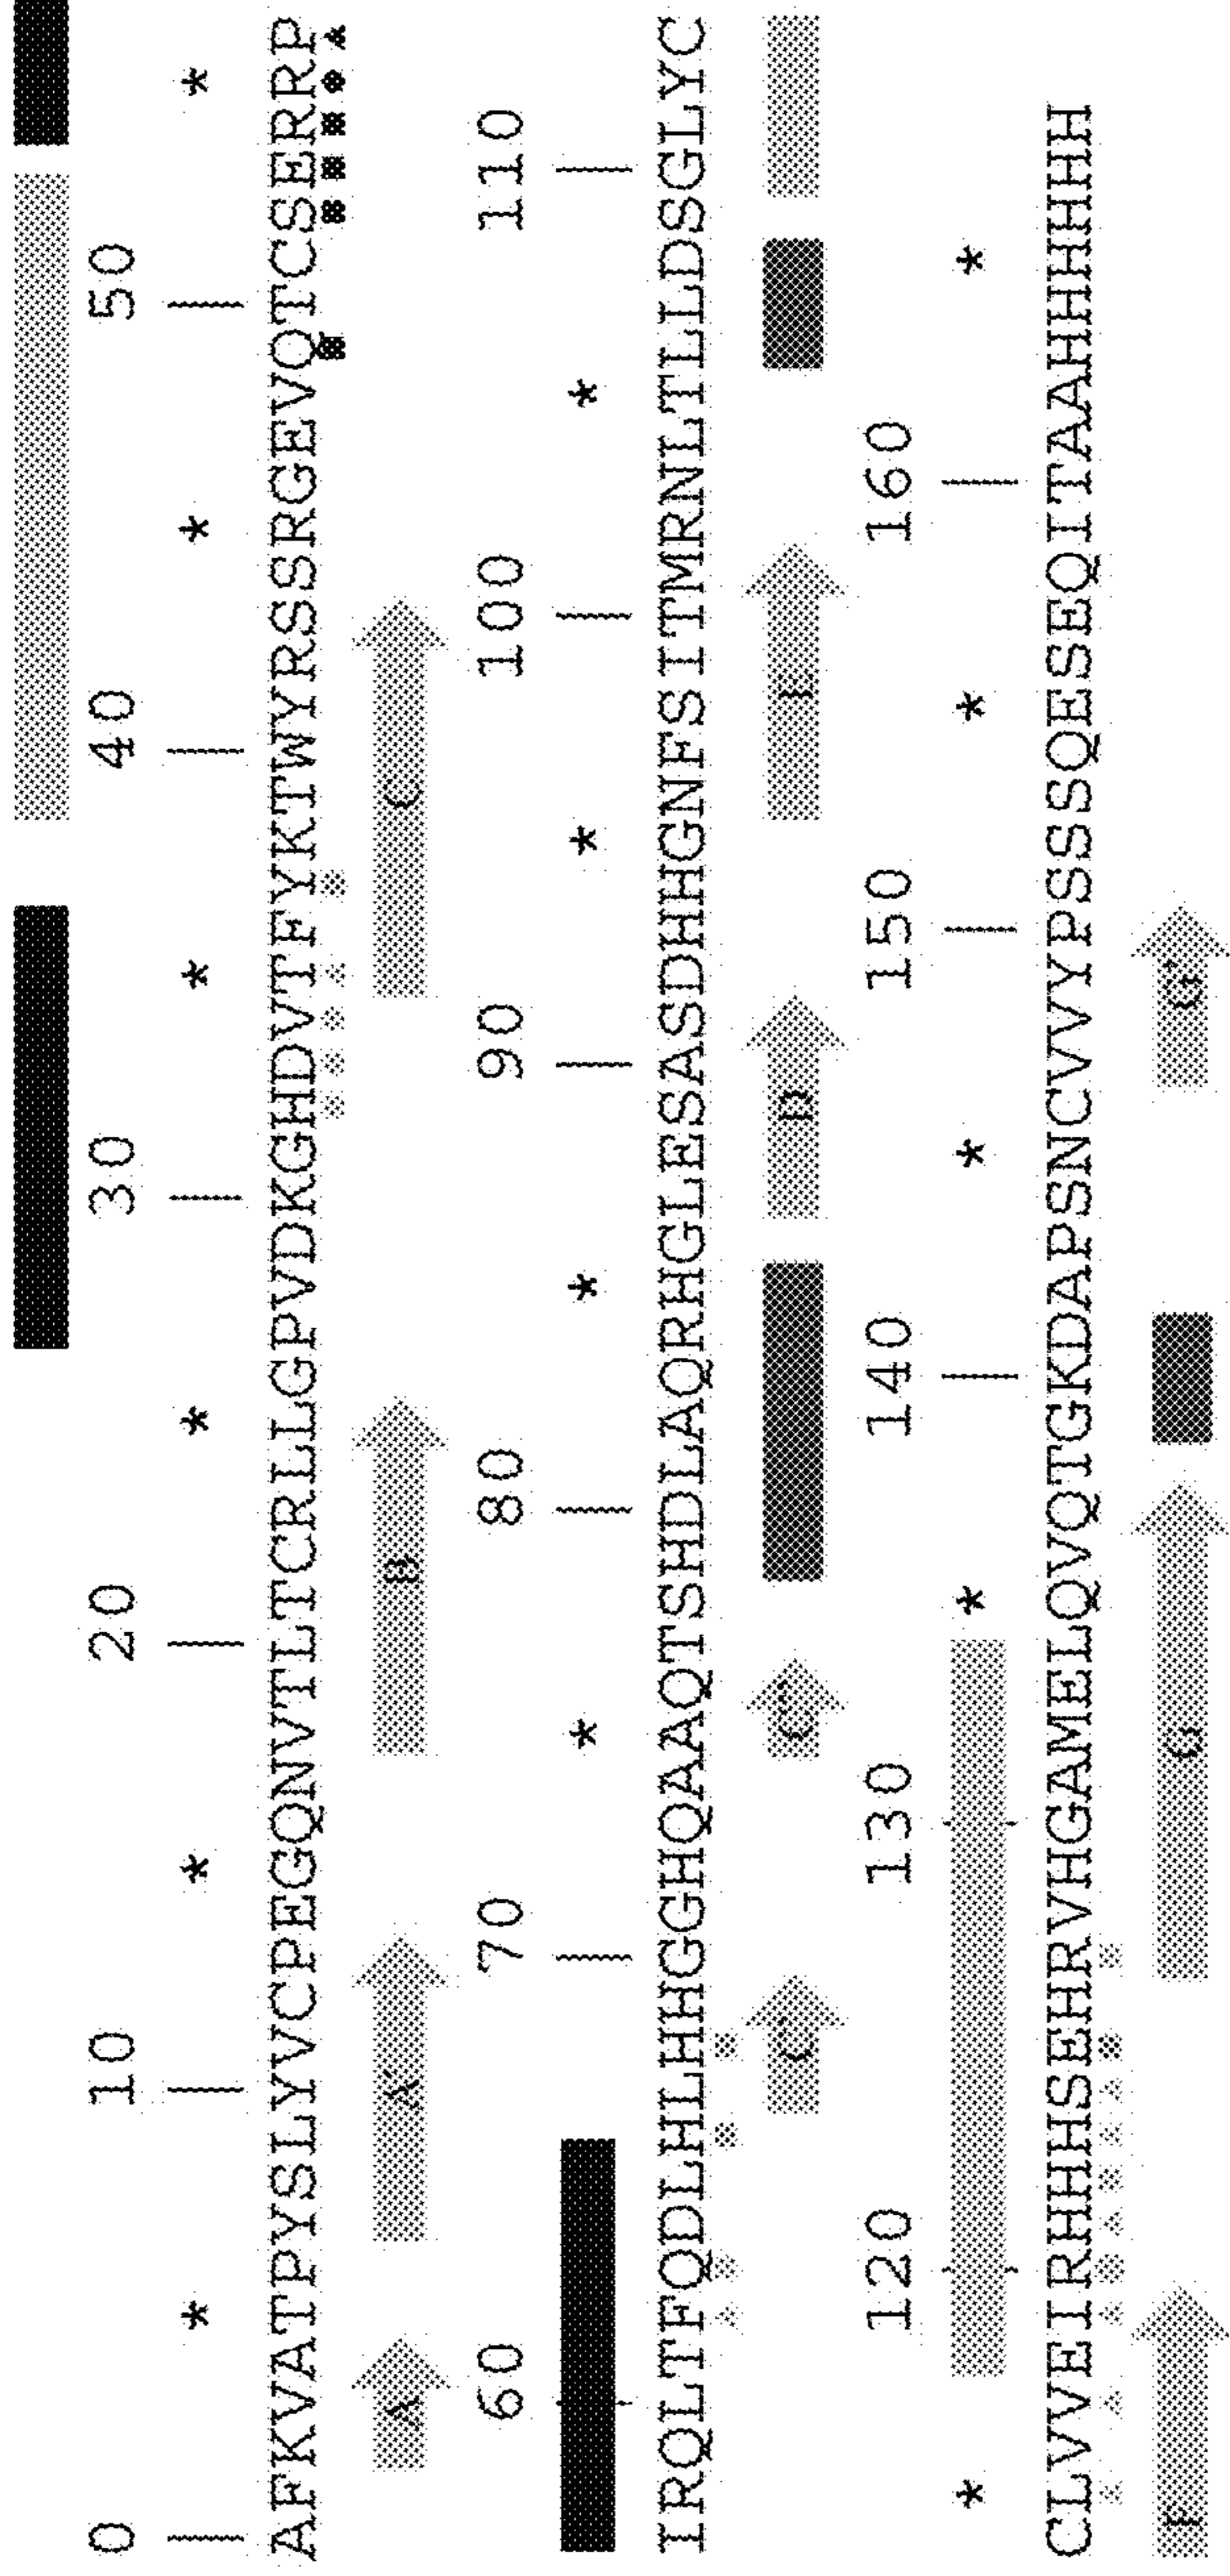 0 10 20 30 40 50
* * * * * *
AFKVATPYSLYVCPEGQNVTLTCRLLGPVDKGHDVTFYKTWYRSSRGEVQTCSERRP
A A' B C
60 70 80 90 100 110
* * * *
IRQLTFQDLHLHHGGHQAAQTSHDLAQRHGLESASDHHGNFSITMRNLTLLDSGLYC
C' D
120 130 140 150 160
* * * * *
CLVVEIRHHHSEHRVHGAMELQVQTGKDAPSNCVVYPSSSQESEQITAAHHHHHH
F G G'